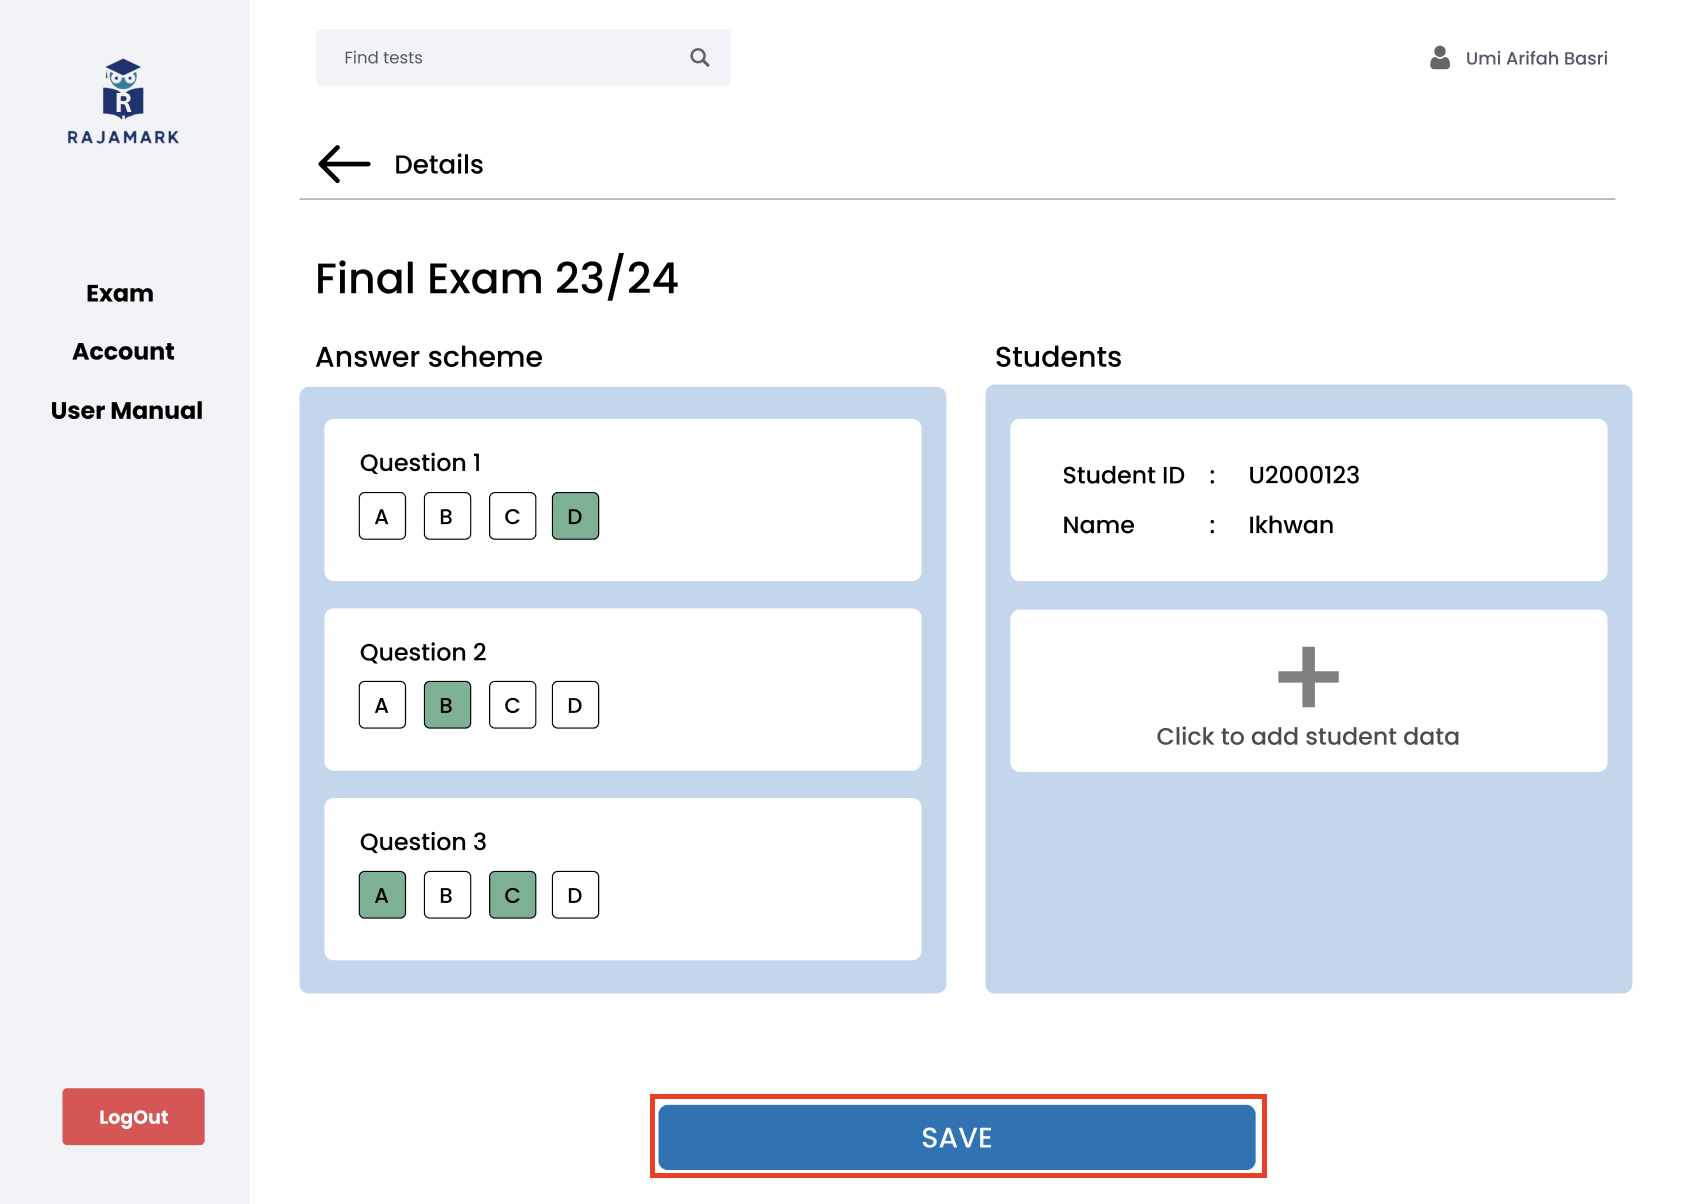 Find tests
Umi Arifah Basri
R
RAJAMARK
Details
Exam
Account
User Manual
LogOut
Final Exam 23/24
Answer scheme
Question 1
A B C D
Question 2
A B C D
Question 3
A B C D
Students
Student ID : U2000123
Name : Ikhwan
Click to add student data
SAVE